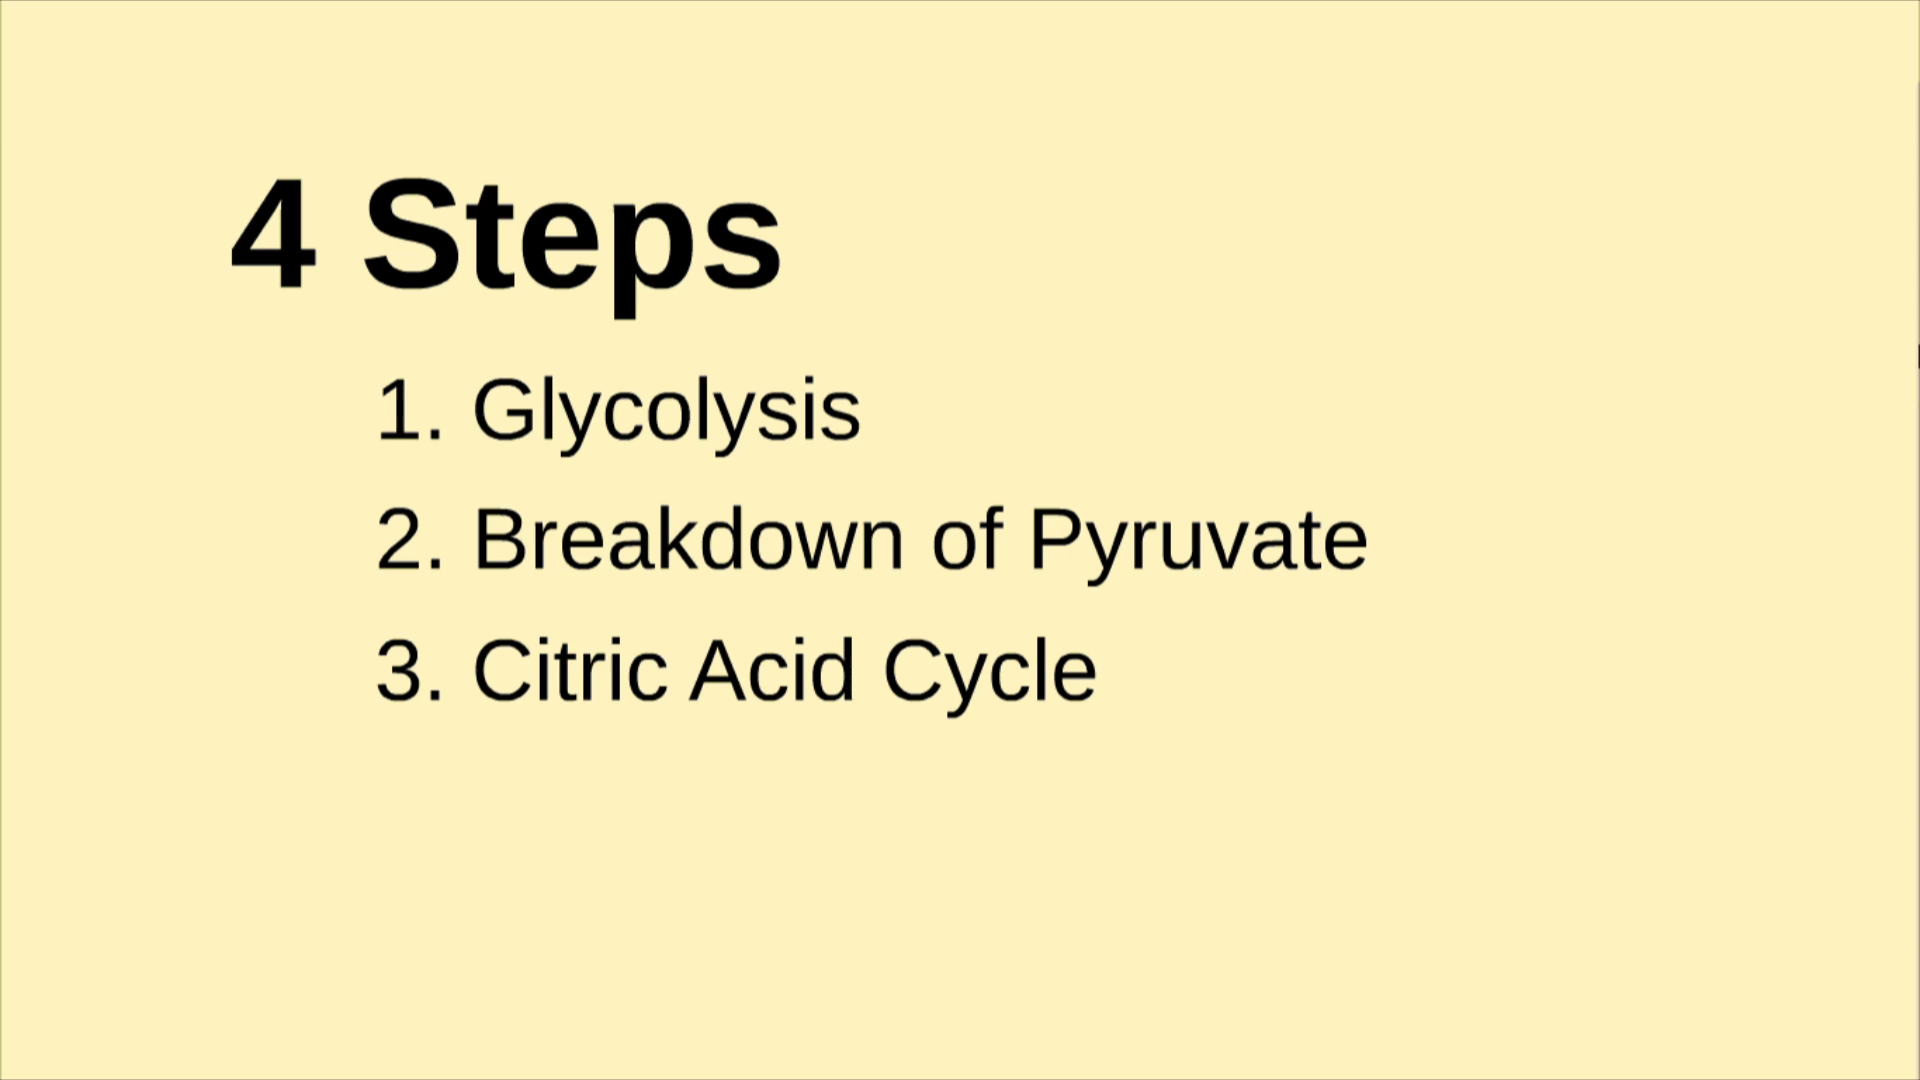 4 Steps
1. Glycolysis
2. Breakdown of Pyruvate
3. Citric Acid Cycle